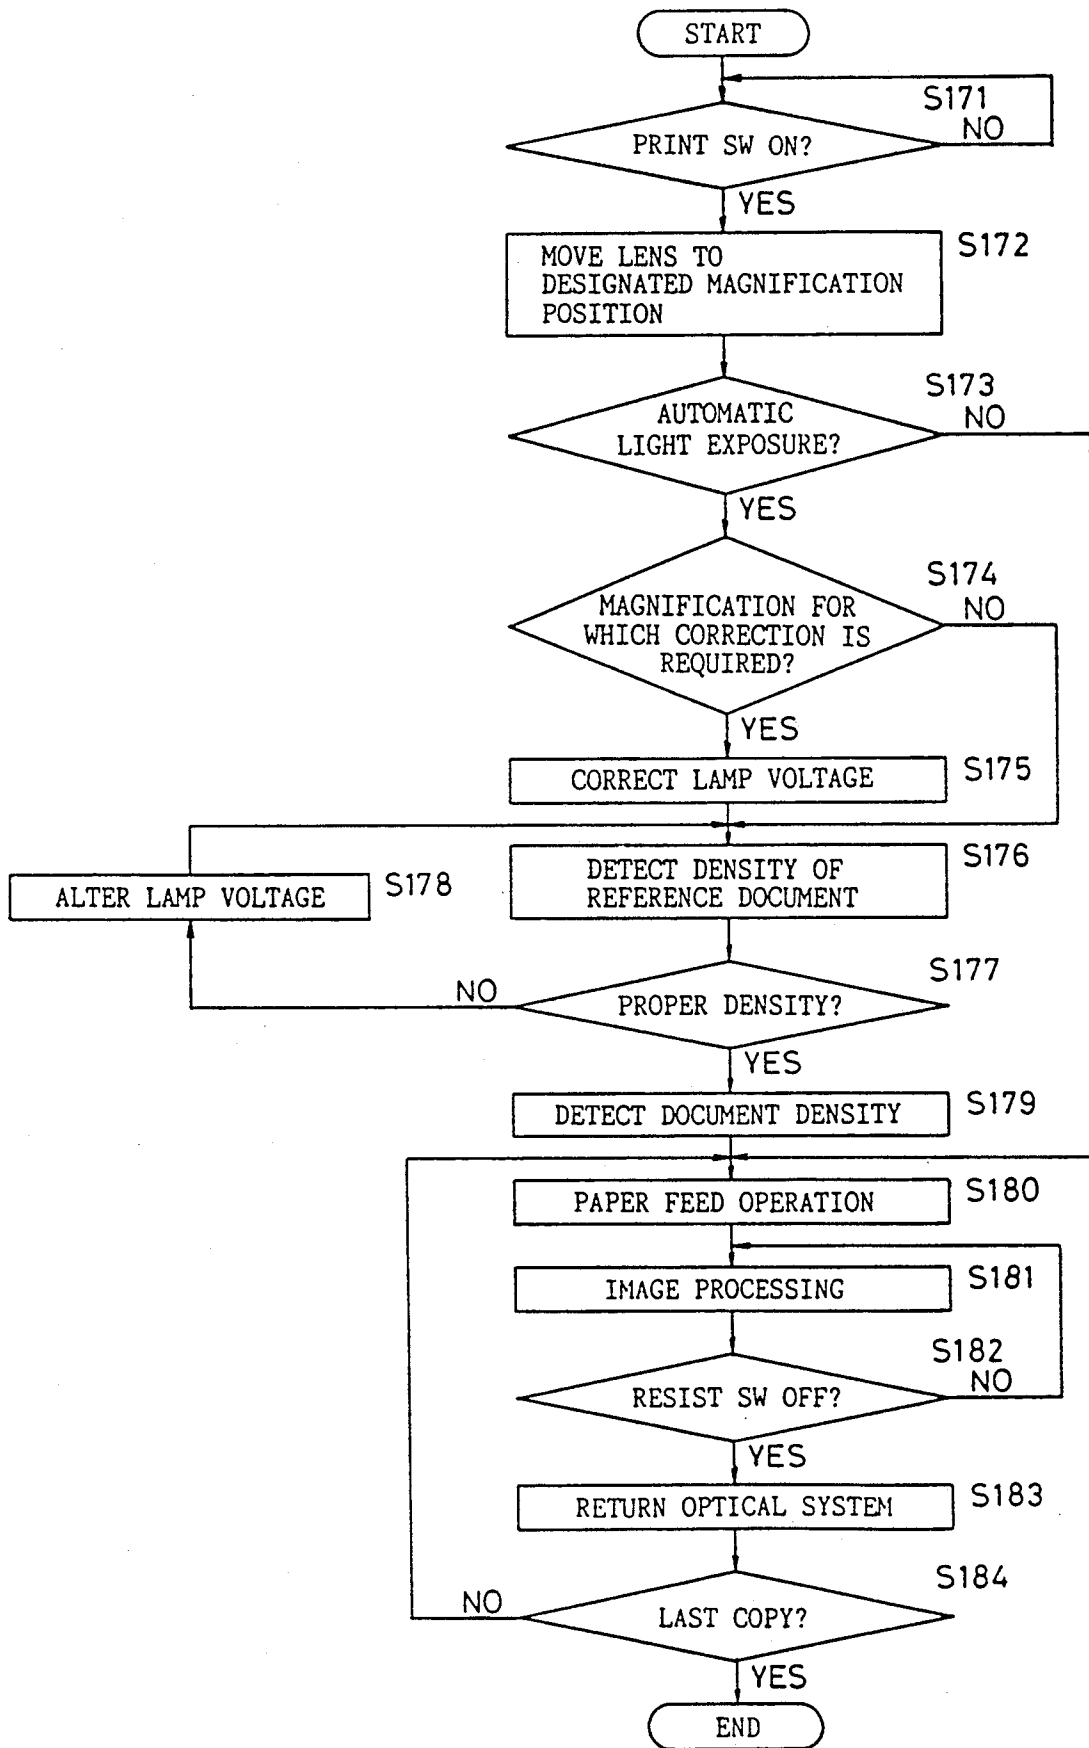 START
S171
NO
PRINT SW ON?
YES
S172
MOVE LENS TO
DESIGNATED MAGNIFICATION
POSITION
S173
NO
AUTOMATIC
LIGHT EXPOSURE?
YES
S174
NO
MAGNIFICATION FOR
WHICH CORRECTION IS
REQUIRED?
YES
CORRECT LAMP VOLTAGE
S175
S176
DETECT DENSITY OF
REFERENCE DOCUMENT
ALTER LAMP VOLTAGE
S178
S177
NO
PROPER DENSITY?
YES
DETECT DOCUMENT DENSITY
S179
PAPER FEED OPERATION
S180
IMAGE PROCESSING
S181
S182
NO
RESIST SW OFF?
YES
RETURN OPTICAL SYSTEM
S183
S184
NO
LAST COPY?
YES
END